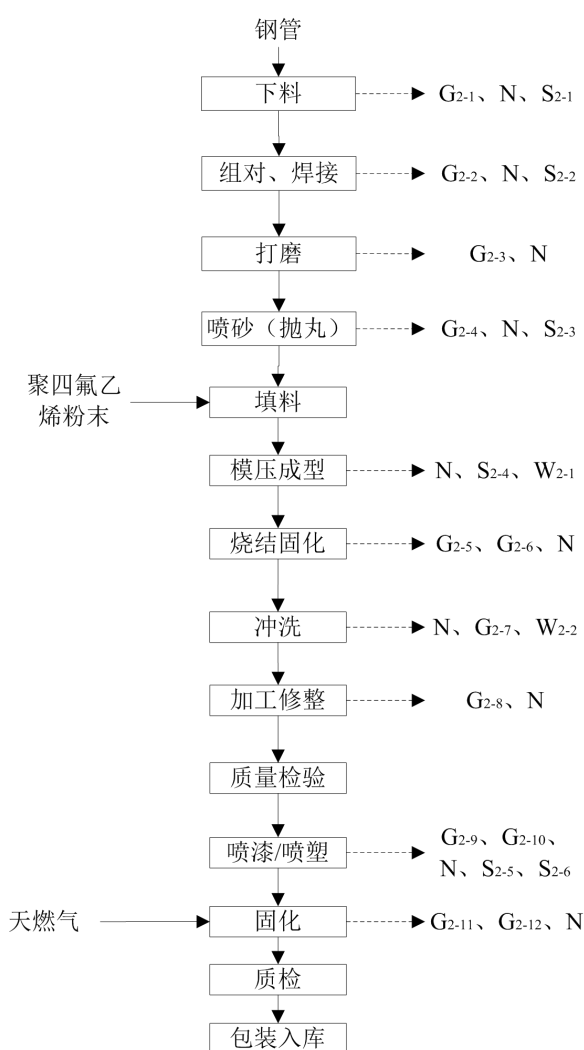 钢管
下料
G2-1、N、S2-1
组对、焊接
G2-2、N、S2-2
打磨
G2-3、N
喷砂（抛丸）
G2-4、N、S2-3
聚四氟乙
烯粉末
填料
模压成型
N、S2-4、W2-1
烧结固化
G2-5、G2-6、N
冲洗
N、G2-7、W2-2
加工修整
G2-8、N
质量检验
喷漆/喷塑
G2-9、G2-10、
N、S2-5、S2-6
天燃气
固化
G2-11、G2-12、N
质检
包装入库